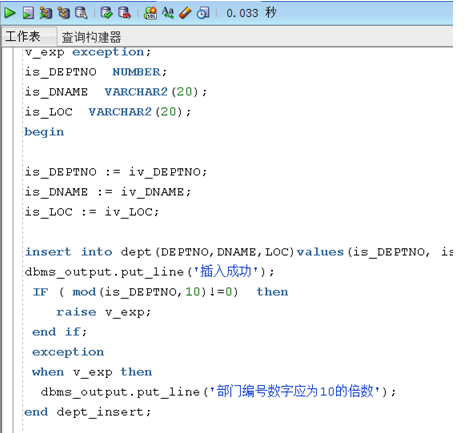 0.033 秒
工作表 查询构建器
v_exp exception;
is_DEPTNO  NUMBER;
is_DNAME  VARCHAR2(20);
is_LOC  VARCHAR2(20);
begin
is_DEPTNO := iv_DEPTNO;
is_DNAME := iv_DNAME;
is_LOC := iv_LOC;
insert into dept(DEPTNO,DNAME,LOC)values(is_DEPTNO, is
dbms_output.put_line('插入成功');
IF ( mod(is_DEPTNO,10)!=0)  then
raise v_exp;
end if;
exception
when v_exp then
dbms_output.put_line('部门编号数字应为10的倍数');
end dept_insert;